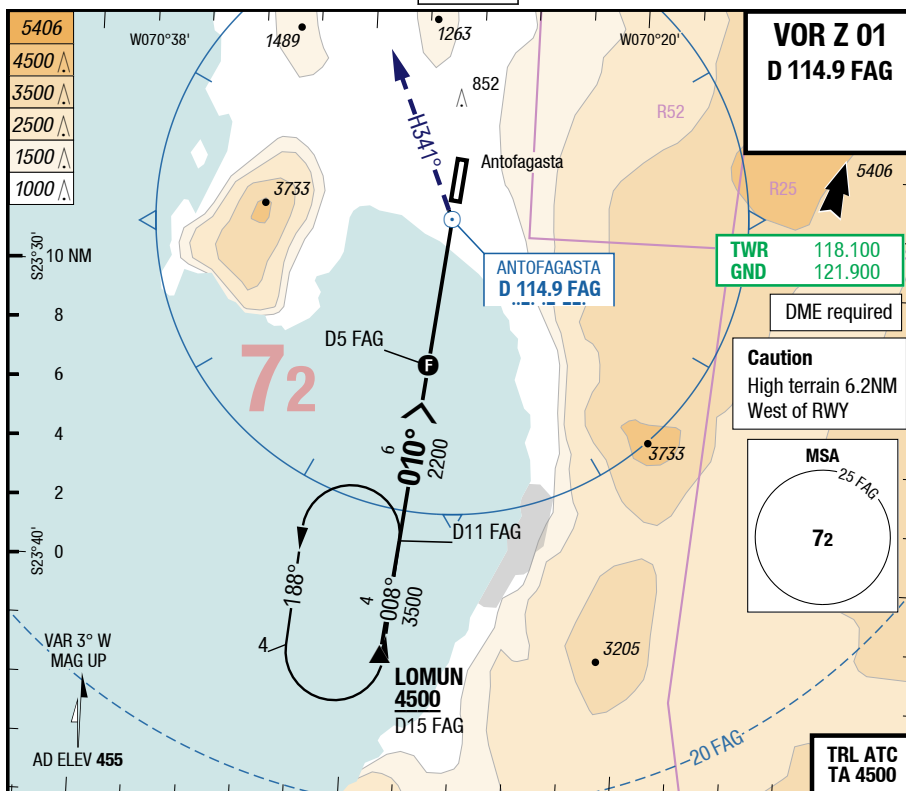 5406
4500
3500
2500
1500
1000
W070°38'
1489
1263
W070°20'
VOR Z 01
D 114.9 FAG
852
R52
H341°
Antofagasta
R25
5406
3733
TWR 118.100
GND 121.900
S23°30'
10 NM
ANTOFAGASTA
D 114.9 FAG
DME required
8
D5 FAG
F
6
72
Caution
High terrain 6.2NM
West of RWY
4
6
010°
2200
3733
MSA
25 FAG
72
2
D11 FAG
S23°40'
0
188°
4
008°
3500
4
VAR 3° W
MAG UP
3205
LOMUN
4500
D15 FAG
AD ELEV 455
20 FAG
TRL ATC
TA 4500